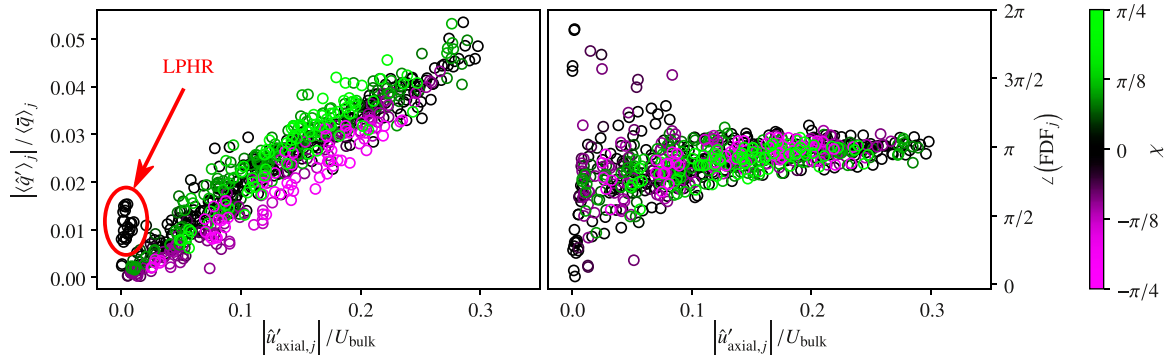 0.05
0.04
0.03
0.02
0.01
0.00
|⟨q̂′⟩_j| / ⟨q̄⟩_j
LPHR
0.0 0.1 0.2 0.3
|û′_axial,j| / U_bulk
0.0 0.1 0.2 0.3
|û′_axial,j| / U_bulk
2π
3π/2
π
π/2
0
∠(FDF_j)
π/4
π/8
0
−π/8
−π/4
χ